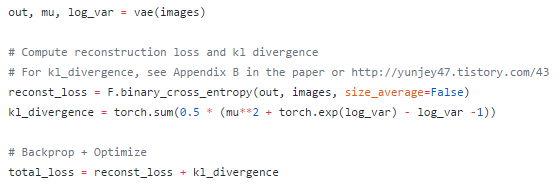 out, mu, log_var = vae(images)
# Compute reconstruction loss and kl divergence
# For kl_divergence, see Appendix B in the paper or http://yunjey47.tistory.com/43
reconst_loss = F.binary_cross_entropy(out, images, size_average=False)
kl_divergence = torch.sum(0.5 * (mu**2 + torch.exp(log_var) - log_var -1))
# Backprop + Optimize
total_loss = reconst_loss + kl_divergence